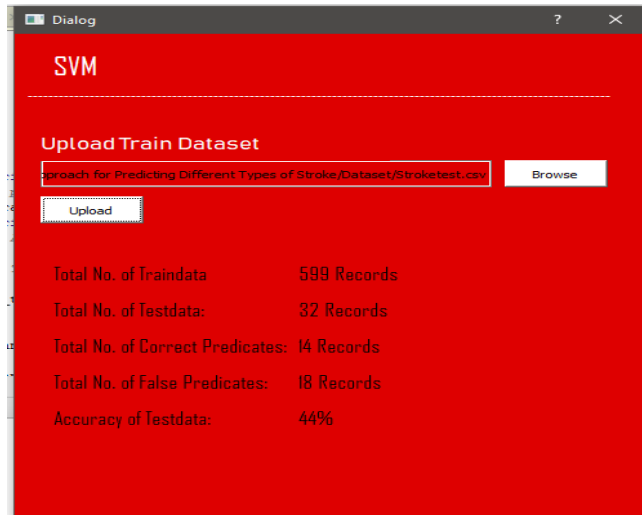 Dialog ? ×
SVM
Upload Train Dataset
proach for Predicting Different Types of Stroke/Dataset/Stroketest.csv Browse
Upload
Total No. of Traindata 599 Records
Total No. of Testdata: 32 Records
Total No. of Correct Predicates: 14 Records
Total No. of False Predicates: 18 Records
Accuracy of Testdata: 44%